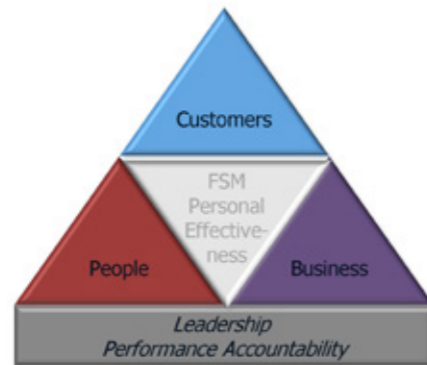 Customers
FSM
Personal
Effective-
ness
People
Business
Leadership
Performance Accountability